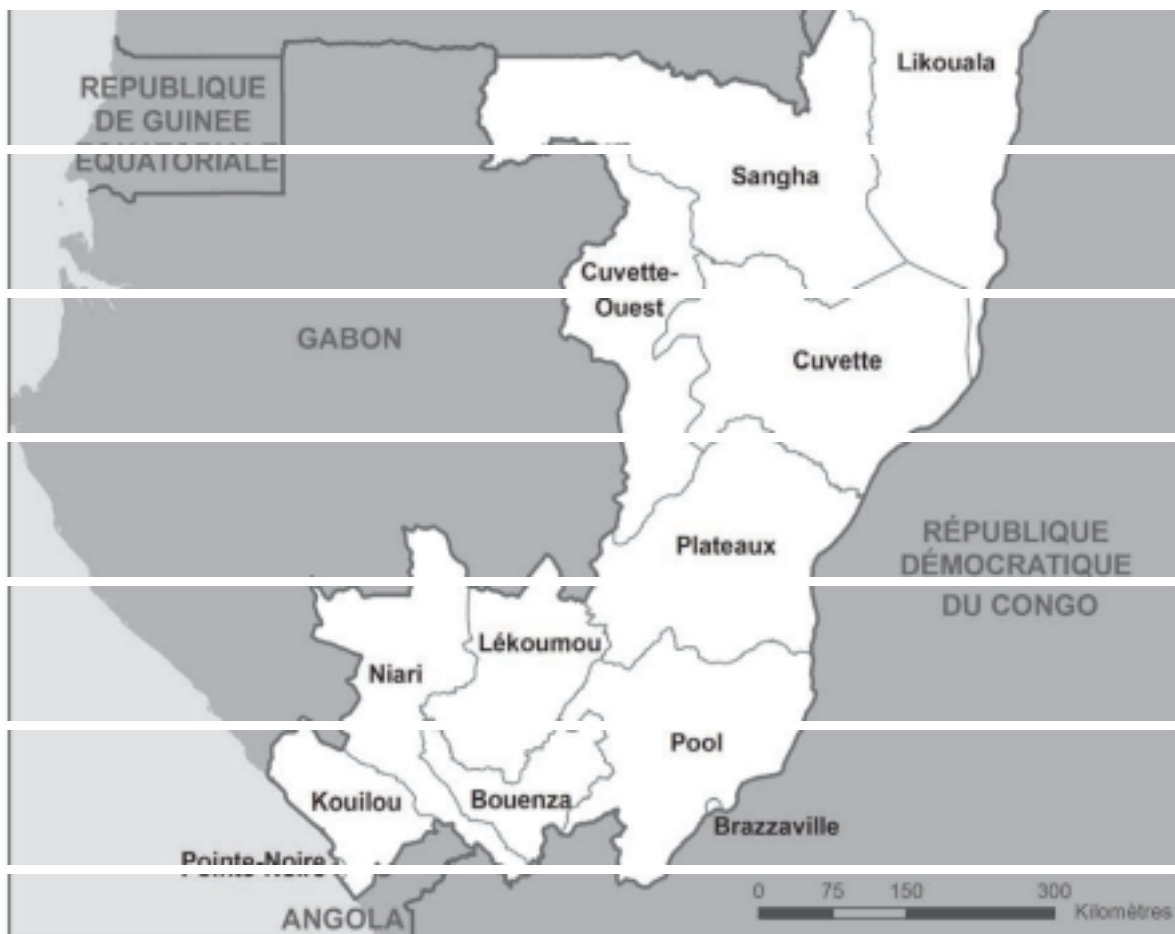 Likouala
REPUBLIQUE
DE GUINEE
EQUATORIALE
Sangha
Cuvette-
Ouest
GABON
Cuvette
RÉPUBLIQUE
DÉMOCRATIQUE
DU CONGO
Plateaux
Lékoumou
Niari
Pool
Kouilou
Bouenza
Brazzaville
Pointe-Noire
0 75 150 300
Kilomètres
ANGOLA